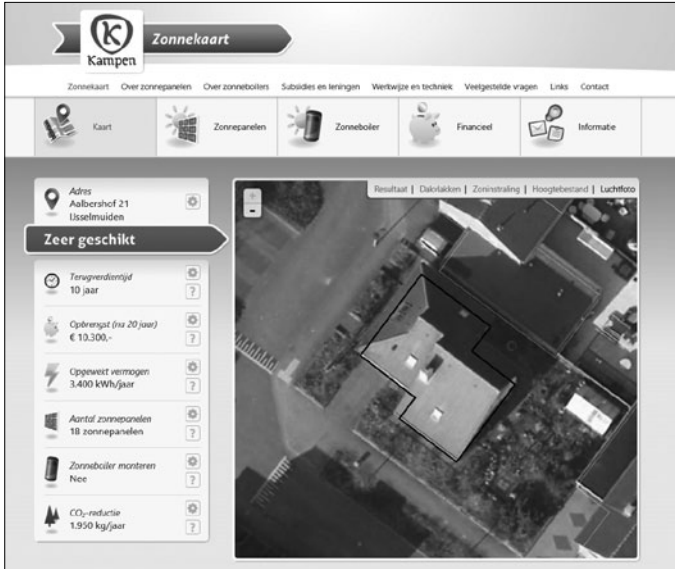 Kampen
Zonnekaart
Zonnekaart Over zonnepanelen Over zonneboilers Subsidies en leningen Werkwijze en techniek Veelgestelde vragen Links Contact
Kaart Zonnepanelen Zonneboiler Financieel Informatie
Adres
Aalbershof 21
IJsselmuiden
Zeer geschikt
Terugverdientijd
10 jaar
Opbrengst (na 20 jaar)
€ 10.300,-
Opgewekt vermogen
3.400 kWh/jaar
Aantal zonnepanelen
18 zonnepanelen
Zonneboiler monteren
Nee
CO₂-reductie
1.950 kg/jaar
Resultaat | Dakvlakken | Zoninstraling | Hoogtebestand | Luchtfoto